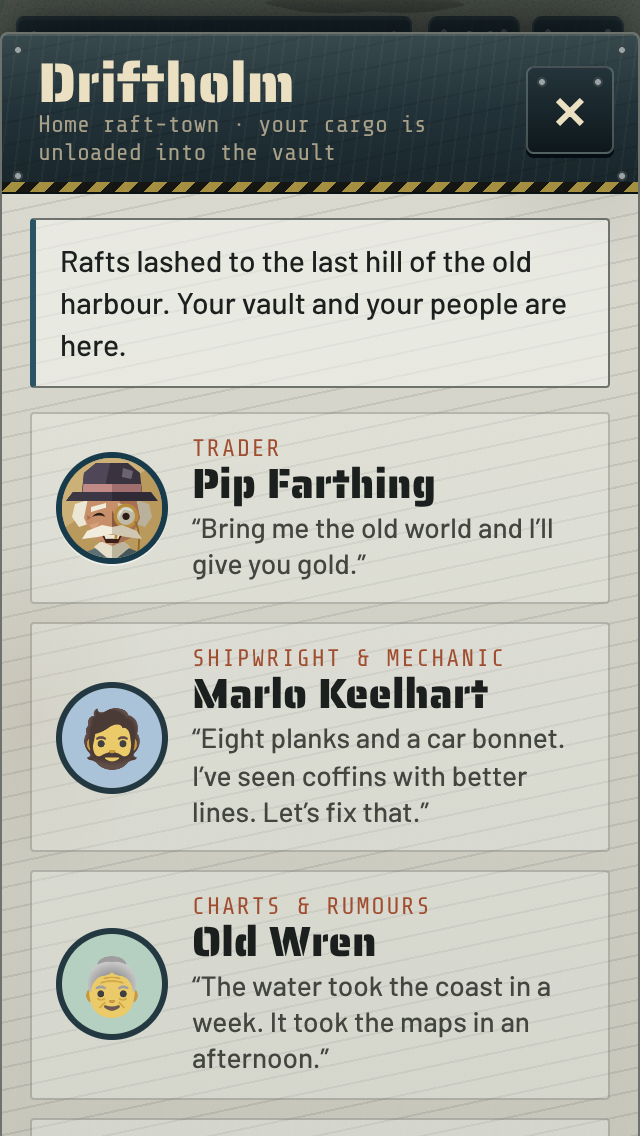 Driftholm
Home raft-town · your cargo is
unloaded into the vault
Rafts lashed to the last hill of the old
harbour. Your vault and your people are
here.
TRADER
Pip Farthing
“Bring me the old world and I’ll
give you gold.”
SHIPWRIGHT & MECHANIC
Marlo Keelhart
“Eight planks and a car bonnet.
I’ve seen coffins with better
lines. Let’s fix that.”
CHARTS & RUMOURS
Old Wren
“The water took the coast in a
week. It took the maps in an
afternoon.”